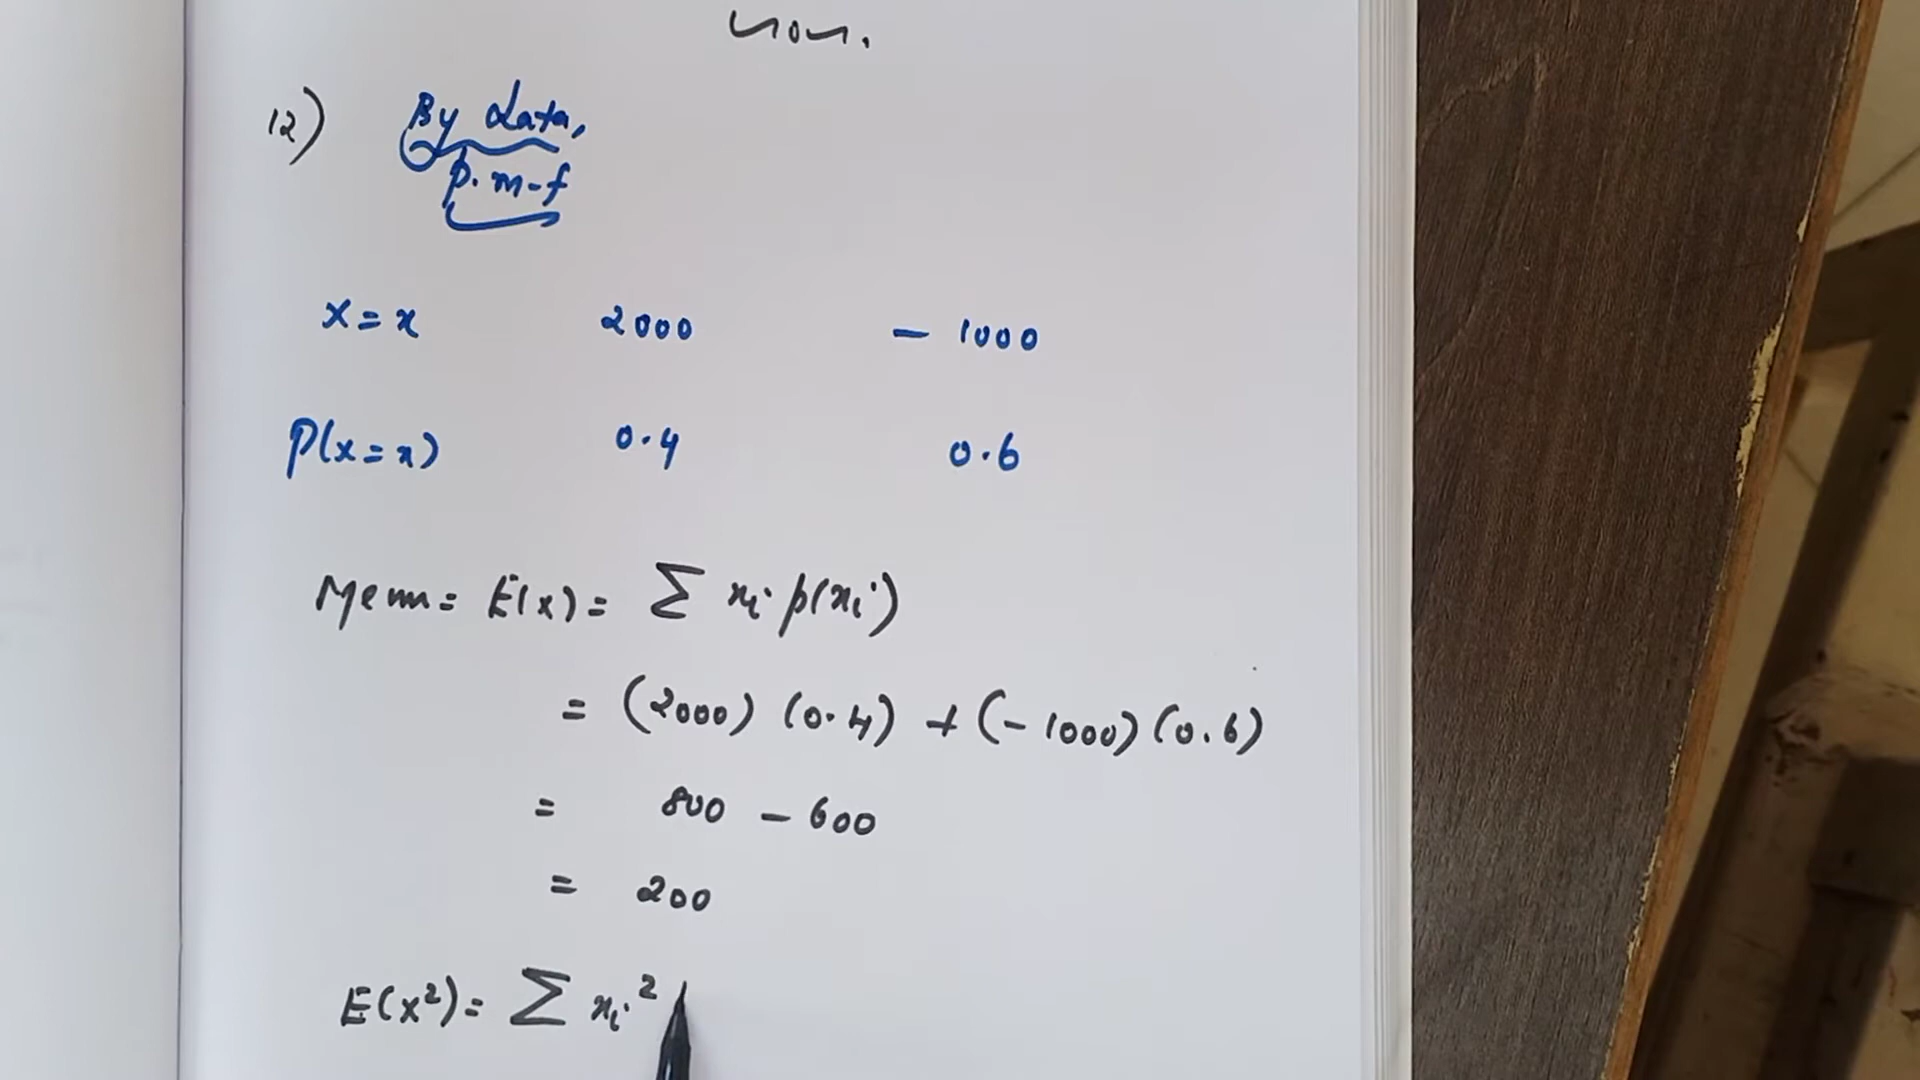 12) By data,
p.m-f
x = x 2000 - 1000
P(x = x) 0.4 0.6
Mean = E(x) = Σ xi p(xi)
= (2000) (0.4) + (- 1000) (0.6)
= 800 - 600
= 200
E(x²) = Σ xi²